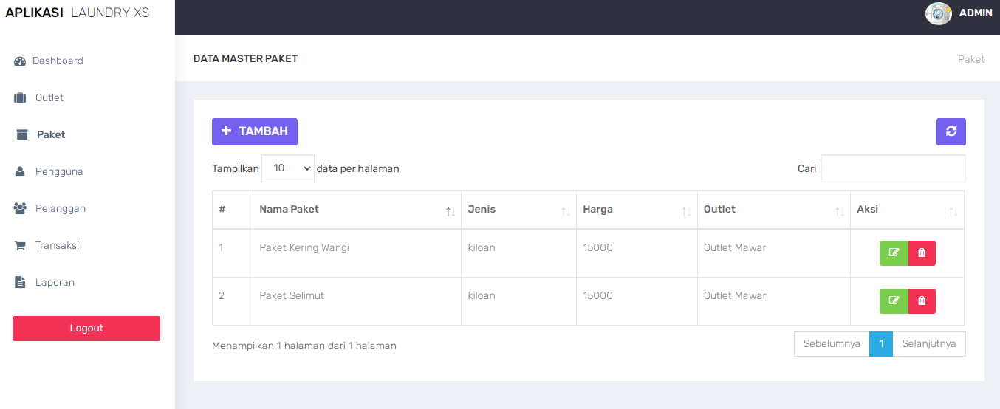 APLIKASI LAUNDRY XS
ADMIN
Dashboard
Outlet
Paket
Pengguna
Pelanggan
Transaksi
Laporan
Logout
DATA MASTER PAKET
Paket
TAMBAH
Tampilkan 10 data per halaman
Cari
# Nama Paket Jenis Harga Outlet Aksi
1 Paket Kering Wangi kiloan 15000 Outlet Mawar
2 Paket Selimut kiloan 15000 Outlet Mawar
Menampilkan 1 halaman dari 1 halaman
Sebelumnya 1 Selanjutnya